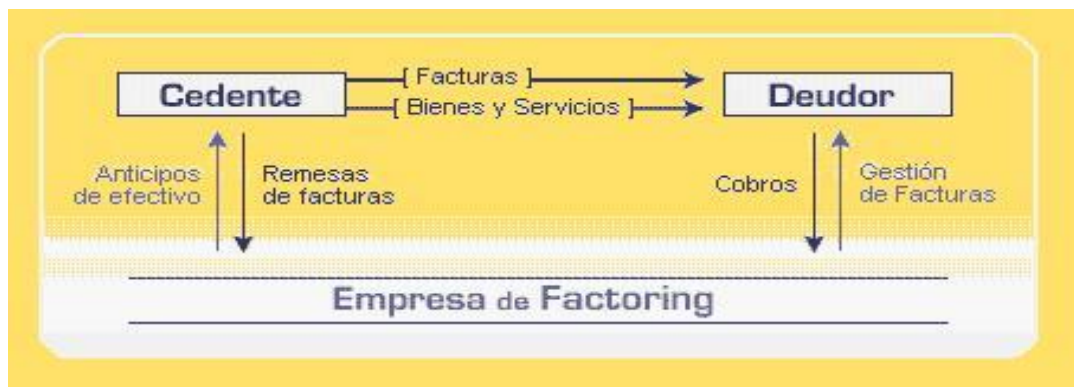 Cedente
[ Facturas ]
[ Bienes y Servicios ]
Deudor
Anticipos
de efectivo
Remesas
de facturas
Cobros
Gestión
de Facturas
Empresa de Factoring